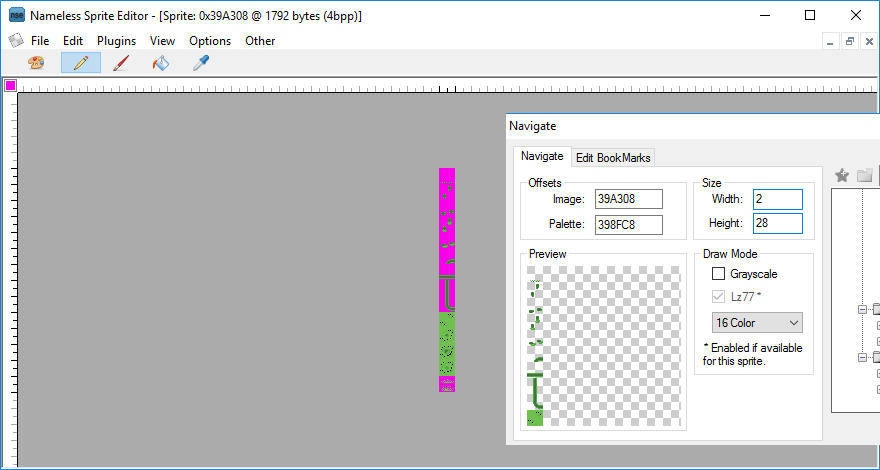 nse Nameless Sprite Editor - [Sprite: 0x39A308 @ 1792 bytes (4bpp)]
File Edit Plugins View Options Other
Navigate
Navigate Edit BookMarks
Offsets
Image: 39A308
Palette: 398FC8
Size
Width: 2
Height: 28
Preview
Draw Mode
Grayscale
Lz77 *
16 Color
* Enabled if available
for this sprite.